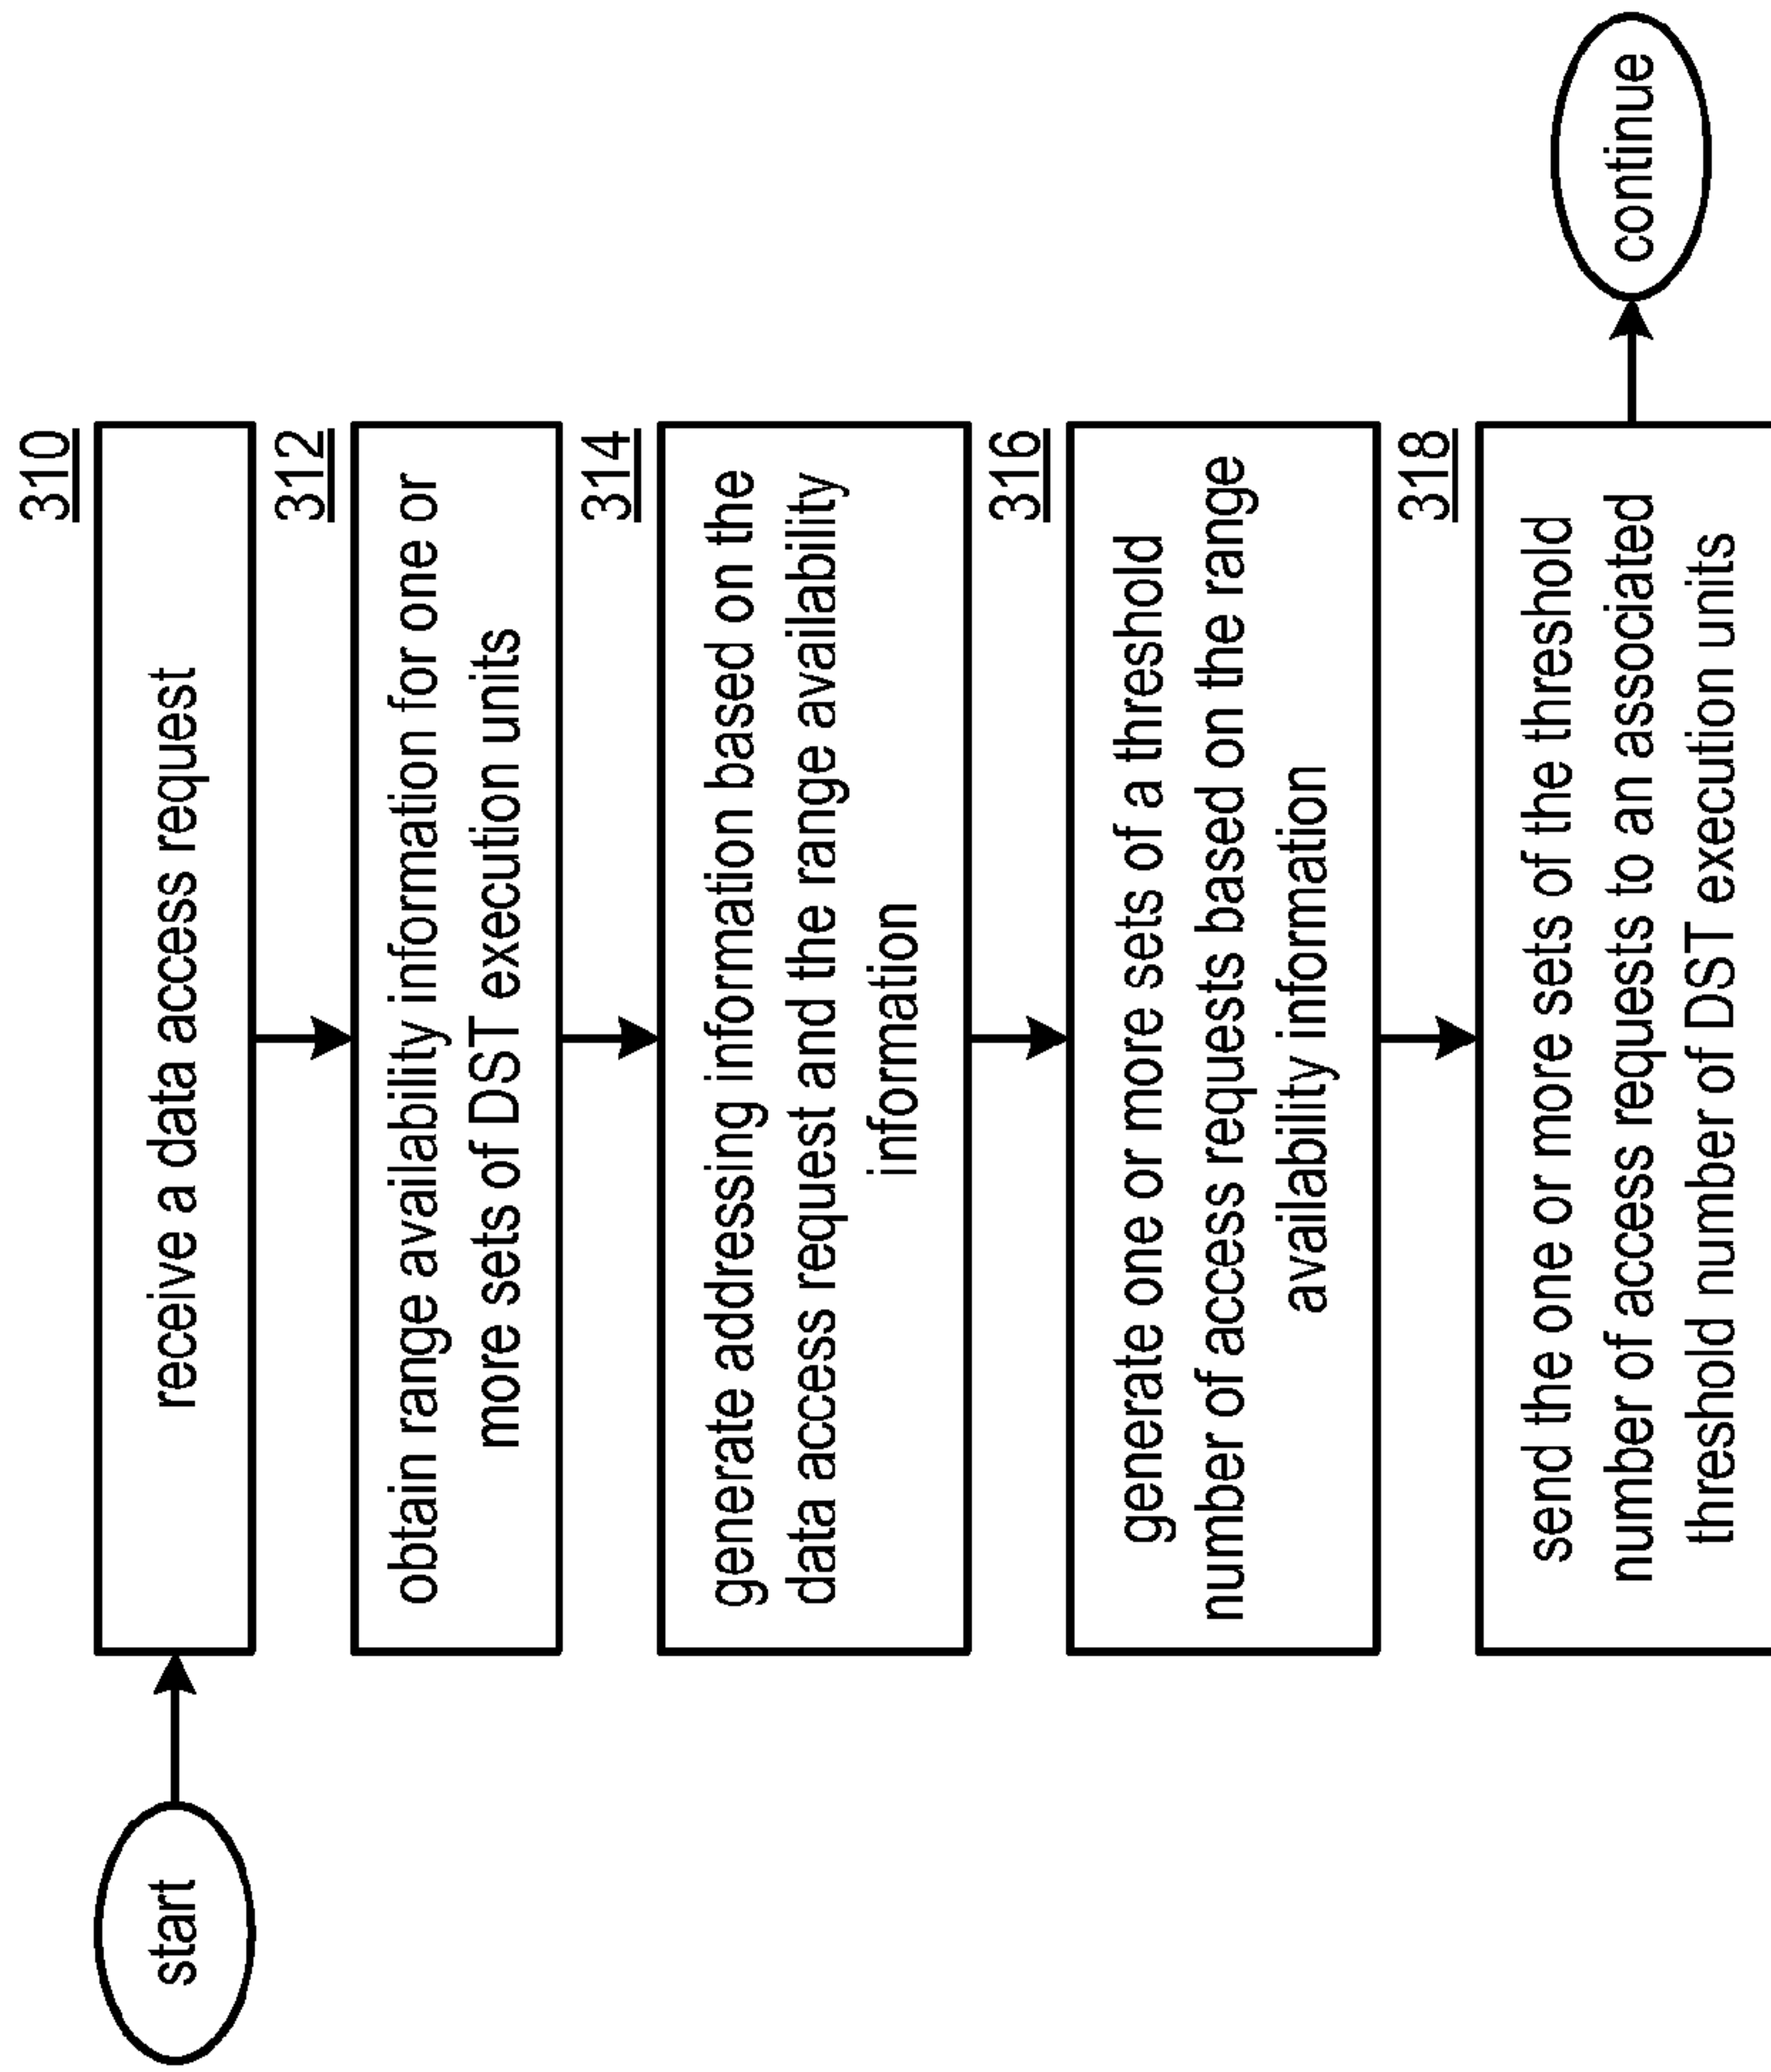 start
310
receive a data access request
312
obtain range availability information for one or
more sets of DST execution units
314
generate addressing information based on the
data access request and the range availability
information
316
generate one or more sets of a threshold
number of access requests based on the range
availability information
318
send the one or more sets of the threshold
number of access requests to an associated
threshold number of DST execution units
continue